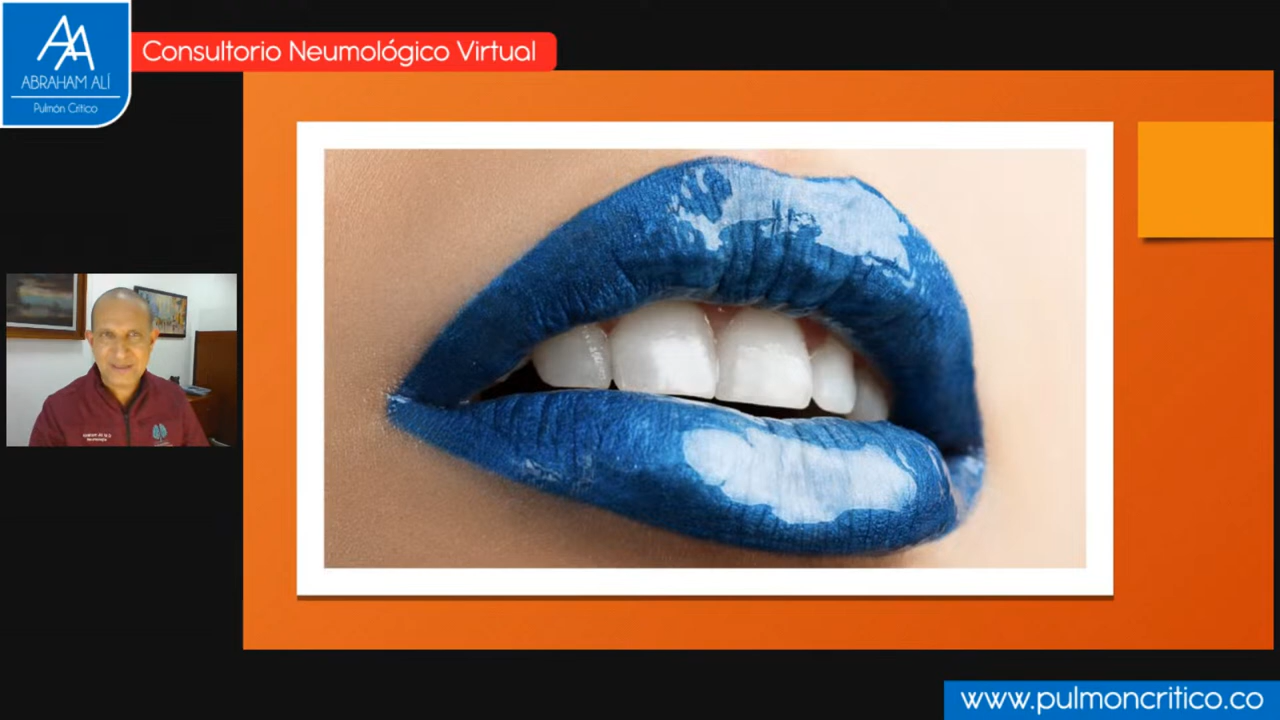 AA
ABRAHAM ALÍ
Pulmón Crítico
Consultorio Neumológico Virtual
www.pulmoncritico.co